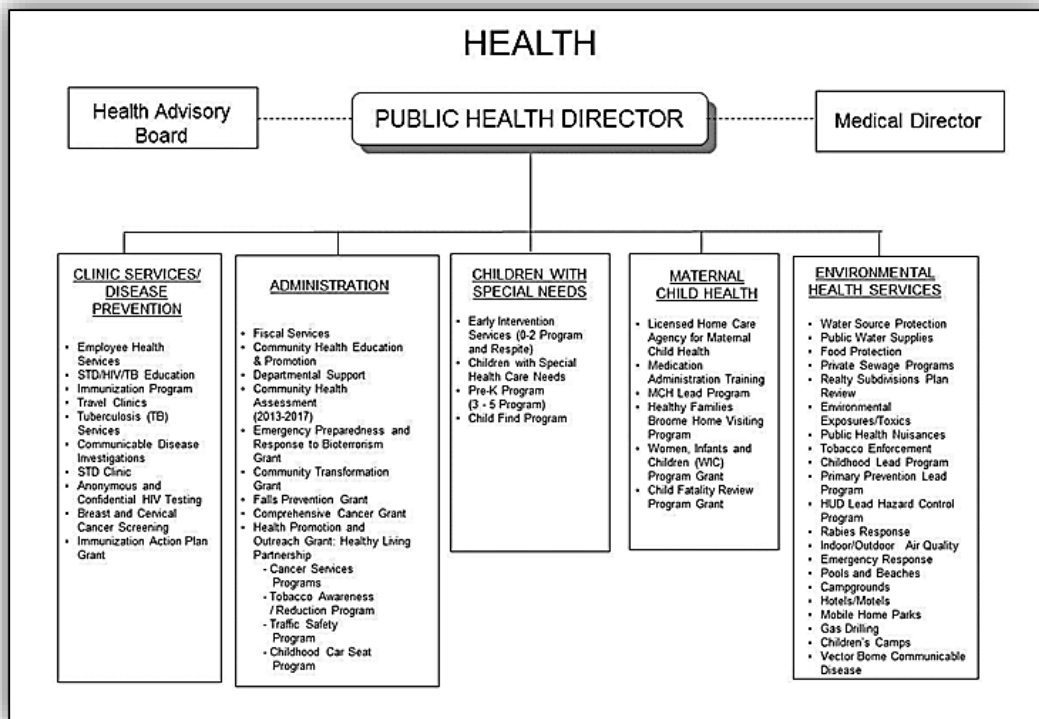 HEALTH
Health Advisory
Board
PUBLIC HEALTH DIRECTOR
Medical Director
CLINIC SERVICES/
DISEASE
PREVENTION
• Employee Health
Services
• STD/HIV/TB Education
• Immunization Program
• Travel Clinics
• Tuberculosis (TB)
Services
• Communicable Disease
Investigations
• STD Clinic
• Anonymous and
Confidential HIV Testing
• Breast and Cervical
Cancer Screening
• Immunization Action Plan
Grant
ADMINISTRATION
• Fiscal Services
• Community Health Education
& Promotion
• Departmental Support
• Community Health
Assessment
(2013-2017)
• Emergency Preparedness and
Response to Bioterrorism
Grant
• Community Transformation
Grant
• Falls Prevention Grant
• Comprehensive Cancer Grant
• Health Promotion and
Outreach Grant: Healthy Living
Partnership
- Cancer Services
Programs
- Tobacco Awareness
/ Reduction Program
- Traffic Safety
Program
- Childhood Car Seat
Program
CHILDREN WITH
SPECIAL NEEDS
• Early Intervention
Services (0-2 Program
and Respite)
• Children with Special
Health Care Needs
• Pre-K Program
(3 - 5 Program)
• Child Find Program
MATERNAL
CHILD HEALTH
• Licensed Home Care
Agency for Maternal
Child Health
• Medication
Administration Training
• MCH Lead Program
• Healthy Families
Broome Home Visiting
Program
• Women, Infants and
Children (WIC)
Program Grant
• Child Fatality Review
Program Grant
ENVIRONMENTAL
HEALTH SERVICES
• Water Source Protection
• Public Water Supplies
• Food Protection
• Private Sewage Programs
• Realty Subdivisions Plan
Review
• Environmental
Exposures/Toxics
• Public Health Nuisances
• Tobacco Enforcement
• Childhood Lead Program
• Primary Prevention Lead
Program
• HUD Lead Hazard Control
Program
• Rabies Response
• Indoor/Outdoor Air Quality
• Emergency Response
• Pools and Beaches
• Campgrounds
• Hotels/Motels
• Mobile Home Parks
• Gas Drilling
• Children's Camps
• Vector Borne Communicable
Disease